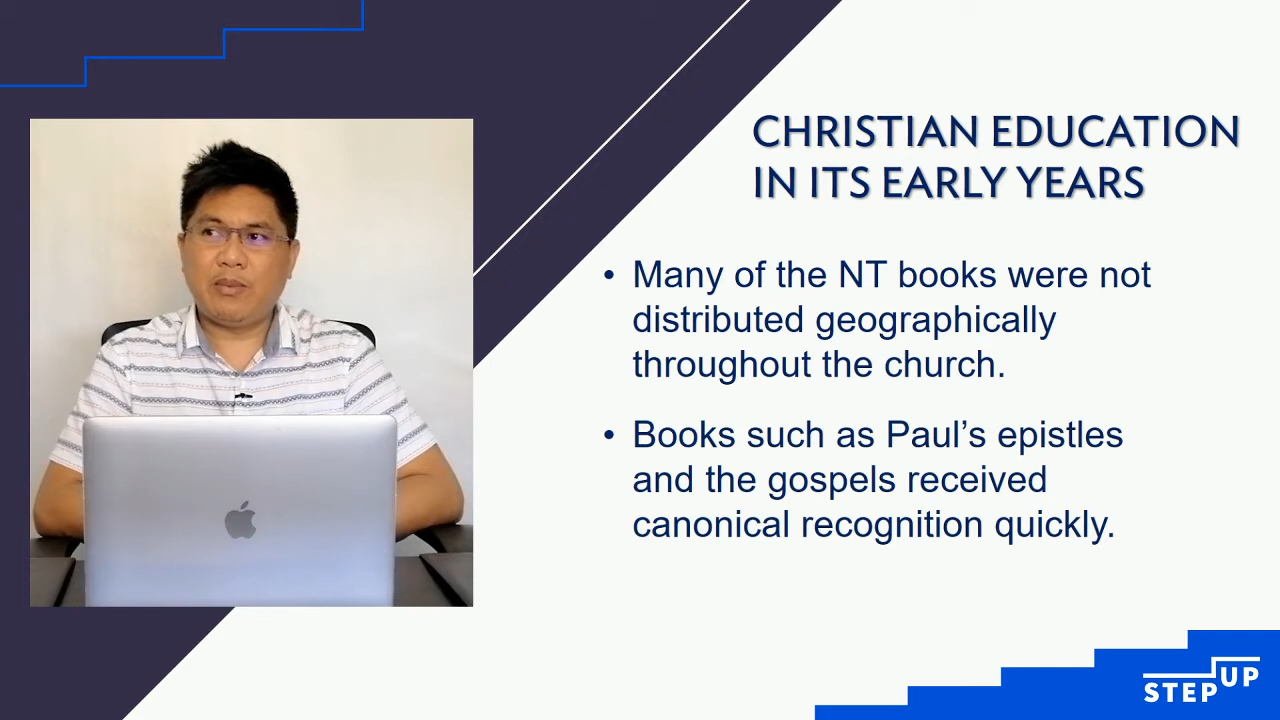 CHRISTIAN EDUCATION
IN ITS EARLY YEARS
• Many of the NT books were not
distributed geographically
throughout the church.
• Books such as Paul’s epistles
and the gospels received
canonical recognition quickly.
STEP UP